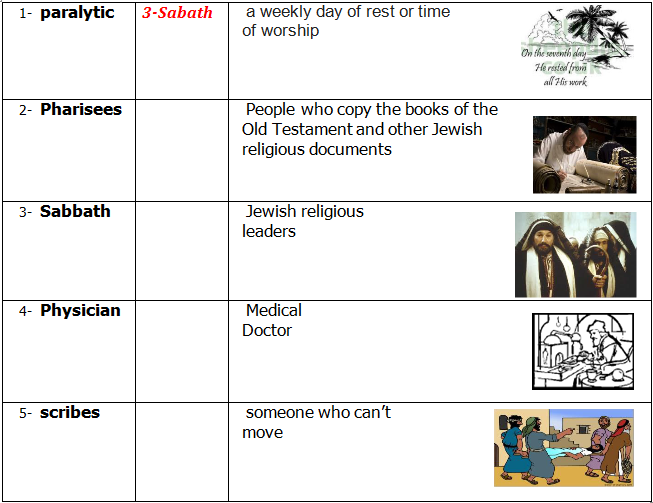 1- paralytic
3-Sabath
a weekly day of rest or time
of worship
On the seventh day
He rested from
all His work
2- Pharisees
People who copy the books of the
Old Testament and other Jewish
religious documents
3- Sabbath
Jewish religious
leaders
4- Physician
Medical
Doctor
5- scribes
someone who can't
move